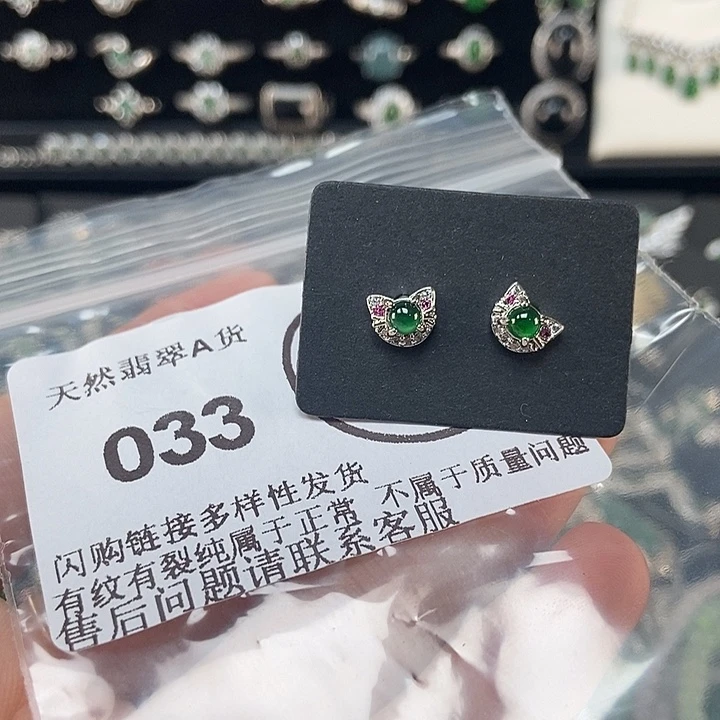 天然翡翠A货
033
闪购链接多样性发货
有纹有裂纯属于正常 不属于质量问题
售后问题请联系客服